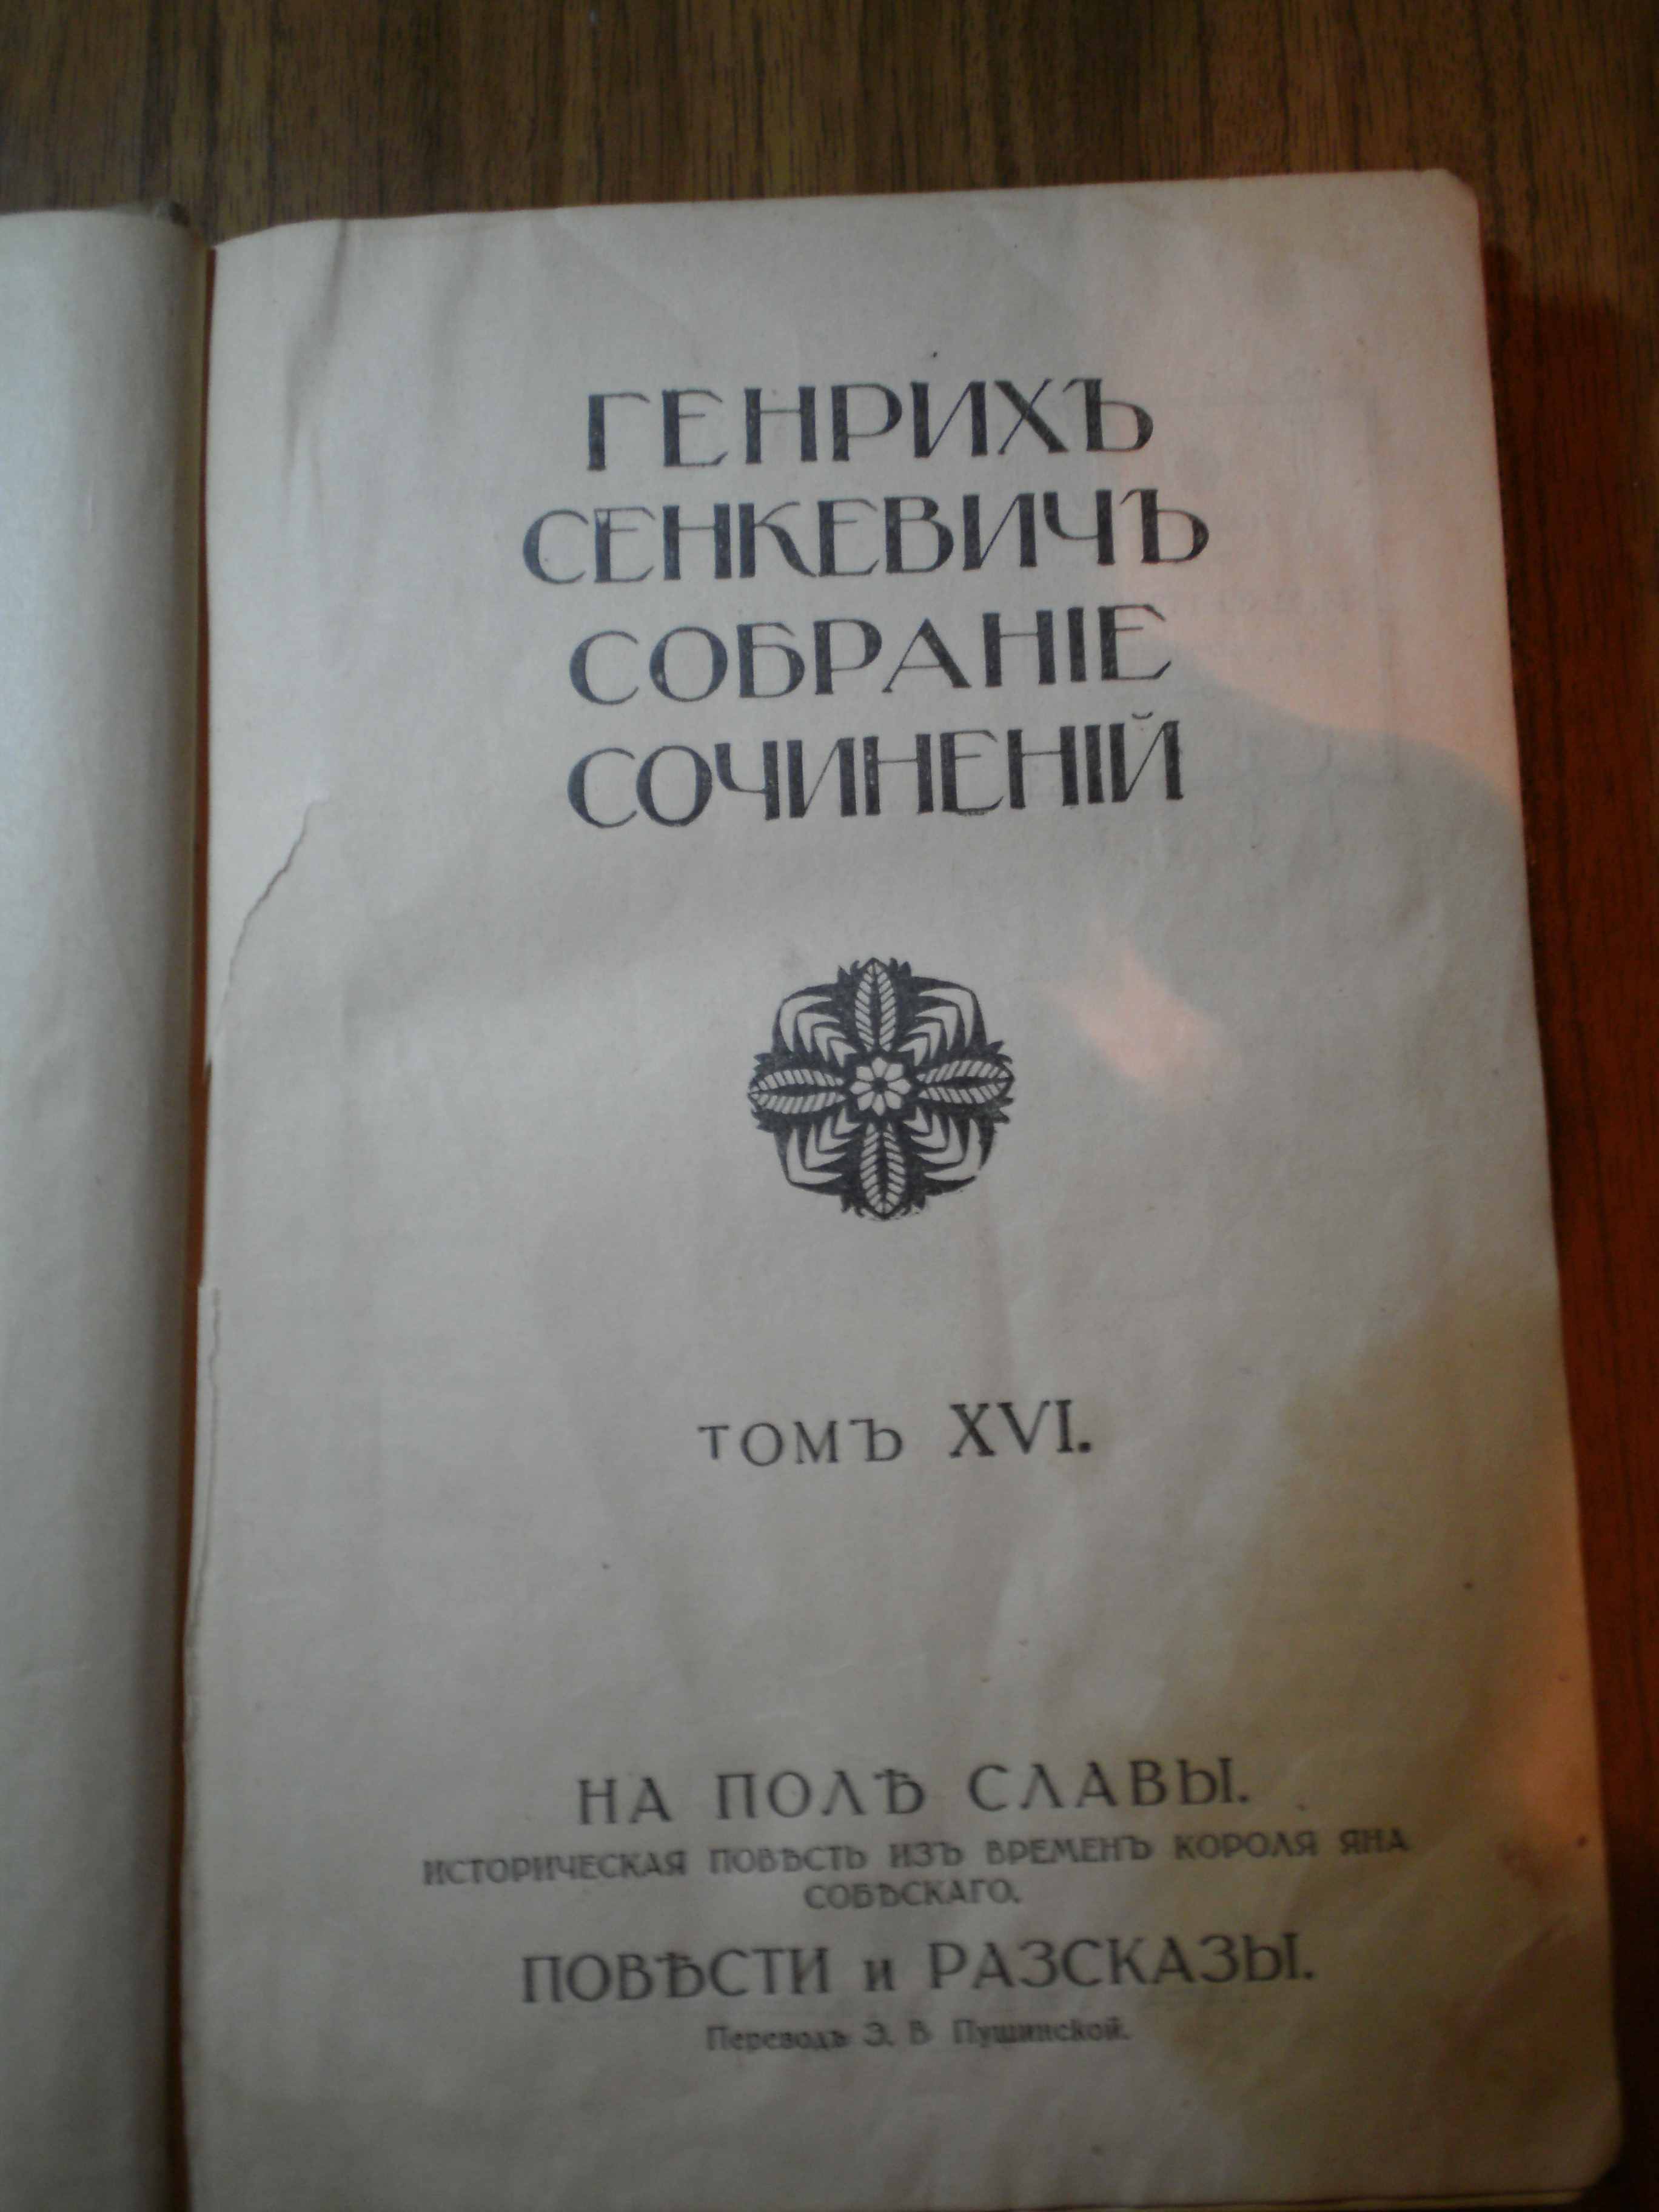 ГЕНРИХЪ
СЕНКЕВИЧЪ
СОБРАНІЕ
СОЧИНЕНІЙ
ТОМЪ XVI.
НА ПОЛѢ СЛАВЫ.
ИСТОРИЧЕСКАЯ ПОВѢСТЬ ИЗЪ ВРЕМЕНЪ КОРОЛЯ ЯНА
СОБѢСКАГО.
ПОВѢСТИ и РАЗСКАЗЫ.
Переводъ Э. В Пушинской.